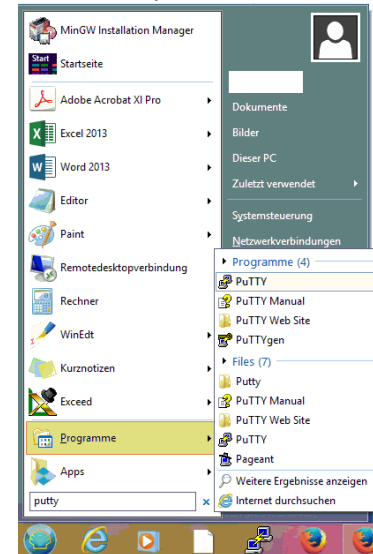 MinGW Installation Manager
Start
Startseite
Adobe Acrobat XI Pro
Excel 2013
Word 2013
Editor
Paint
Remotedesktopverbindung
Rechner
WinEdt
Kurznotizen
Exceed
Programme
Apps
putty
Dokumente
Bilder
Dieser PC
Zuletzt verwendet
Systemsteuerung
Netzwerkverbindungen
Programme (4)
PuTTY
PuTTY Manual
PuTTY Web Site
PuTTYgen
Files (7)
Putty
PuTTY Manual
PuTTY Web Site
PuTTY
Pageant
Weitere Ergebnisse anzeigen
Internet durchsuchen